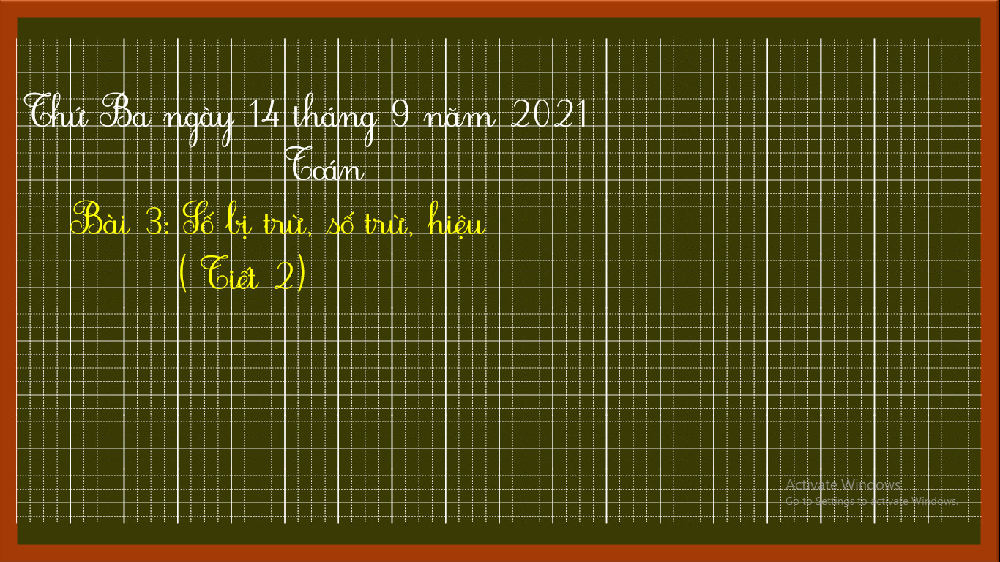 Thứ Ba ngày 14 tháng 9 năm 2021
Toán
Bài 3: Số bị trừ, số trừ, hiệu
( Tiết 2)
Activate Windows
Go to Settings to activate Windows.